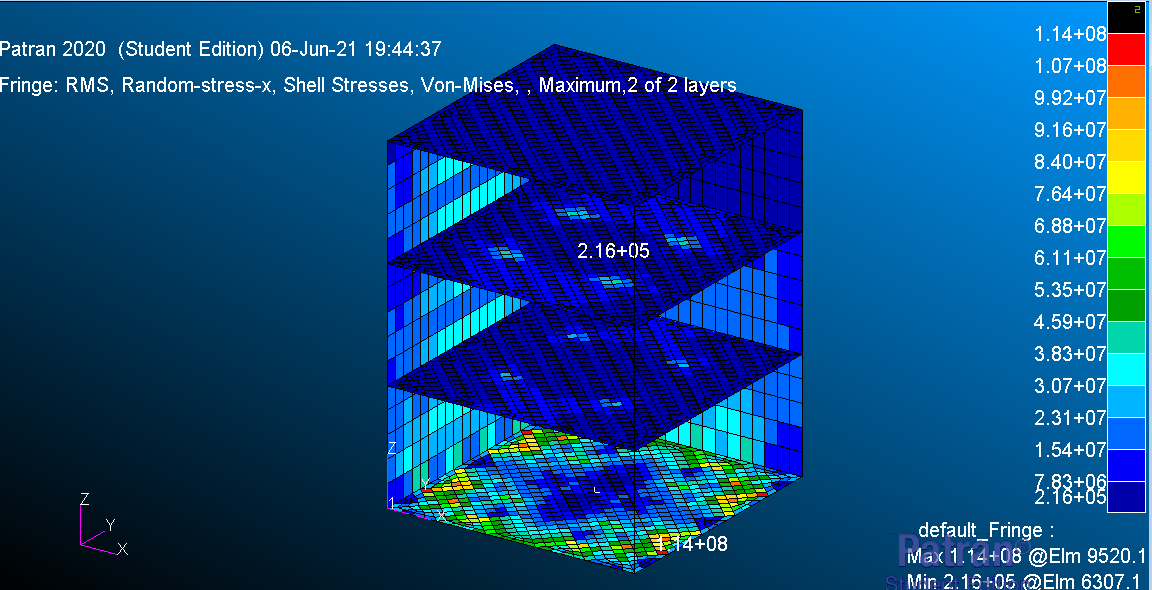 2
Patran 2020 (Student Edition) 06-Jun-21 19:44:37
Fringe: RMS, Random-stress-x, Shell Stresses, Von-Mises, , Maximum,2 of 2 layers
1.14+08
1.07+08
9.92+07
9.16+07
8.40+07
7.64+07
6.88+07
6.11+07
5.35+07
4.59+07
3.83+07
3.07+07
2.31+07
1.54+07
7.83+06
2.16+05
2.16+05
Z
Y
1
X
1.14+08
Z
Y
X
default_Fringe :
Max 1.14+08 @Elm 9520.1
Min 2.16+05 @Elm 6307.1
Patran